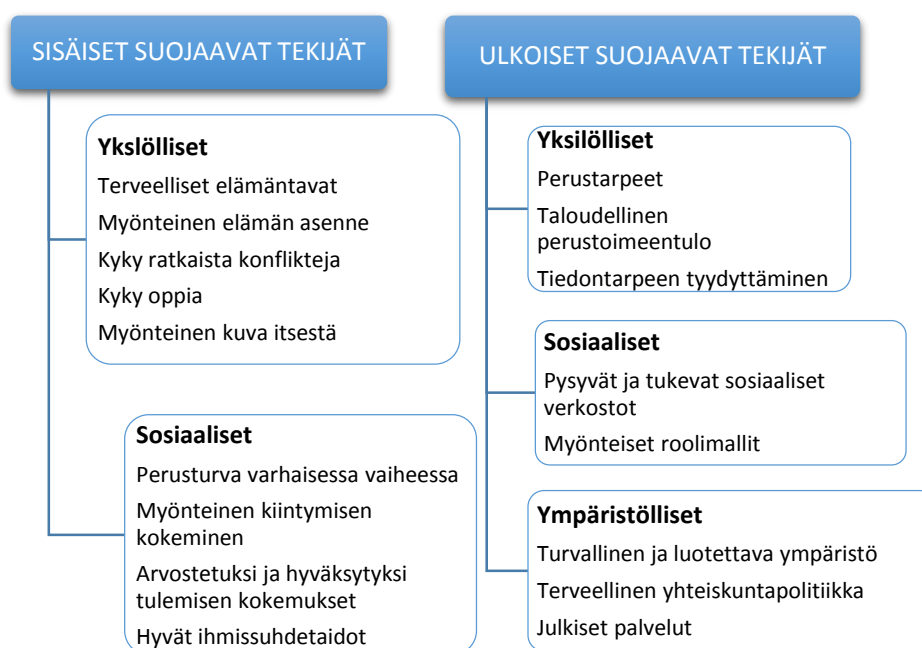 SISÄISET SUOJAAVAT TEKIJÄT
Ykslölliset
Terveelliset elämäntavat
Myönteinen elämän asenne
Kyky ratkaista konflikteja
Kyky oppia
Myönteinen kuva itsestä
Sosiaaliset
Perusturva varhaisessa vaiheessa
Myönteinen kiintymisen
kokeminen
Arvostetuksi ja hyväksytyksi
tulemisen kokemukset
Hyvät ihmissuhdetaidot
ULKOISET SUOJAAVAT TEKIJÄT
Yksilölliset
Perustarpeet
Taloudellinen
perustoimeentulo
Tiedontarpeen tyydyttäminen
Sosiaaliset
Pysyvät ja tukevat sosiaaliset
verkostot
Myönteiset roolimallit
Ympäristölliset
Turvallinen ja luotettava ympäristö
Terveellinen yhteiskuntapolitiikka
Julkiset palvelut